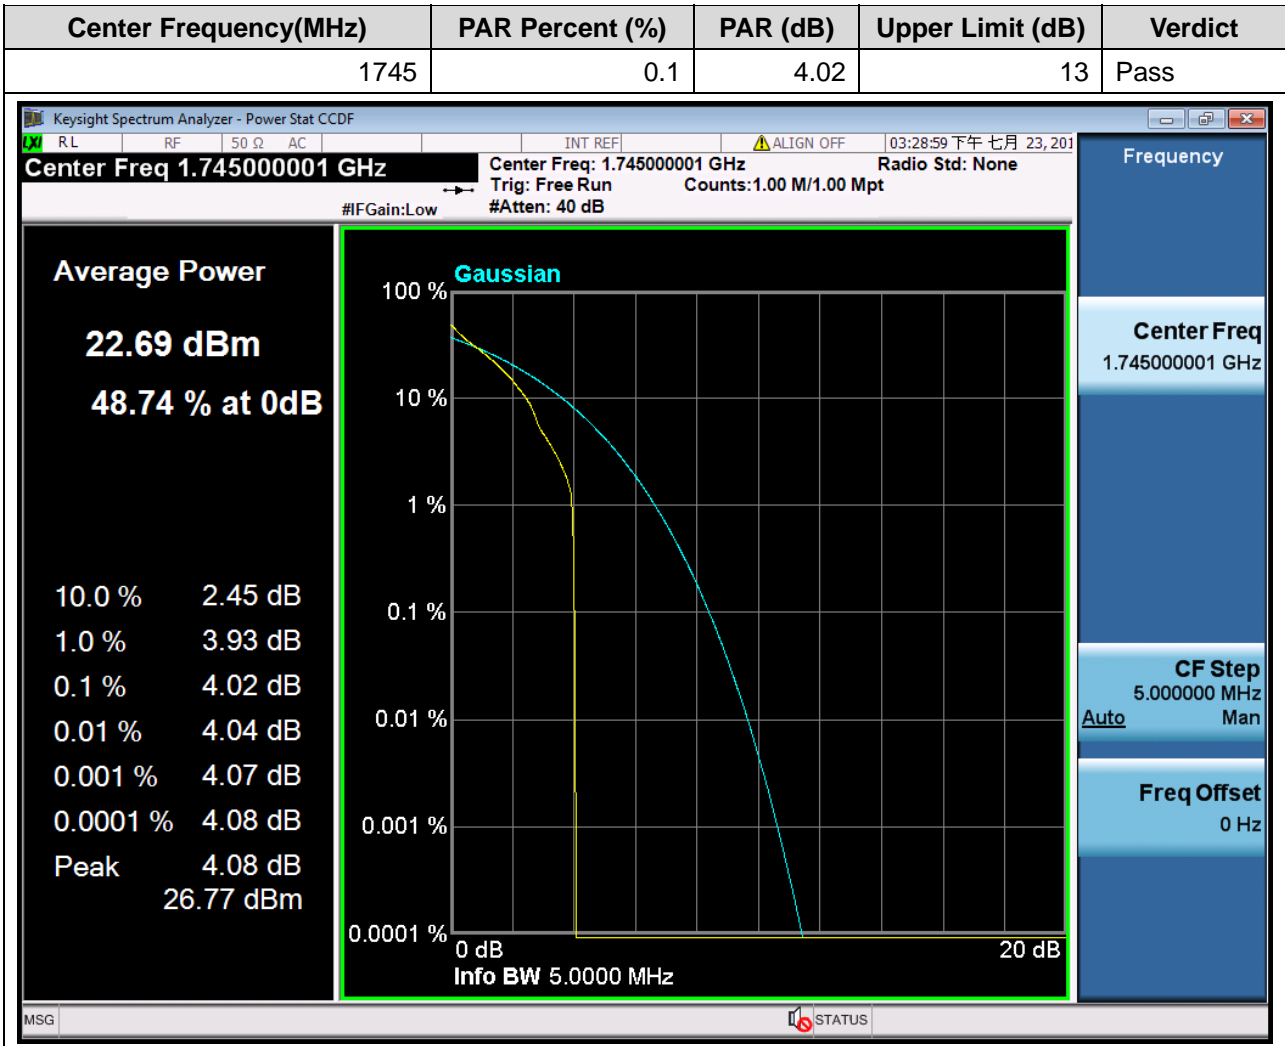 Center Frequency(MHz) PAR Percent (%) PAR (dB) Upper Limit (dB) Verdict
1745 0.1 4.02 13 Pass
Keysight Spectrum Analyzer - Power Stat CCDF
LXI RL RF 50 Ω AC INT REF ALIGN OFF 03:28:59 下午 七月 23, 201
Center Freq 1.745000001 GHz
Center Freq: 1.745000001 GHz Radio Std: None
Trig: Free Run Counts:1.00 M/1.00 Mpt
#IFGain:Low #Atten: 40 dB
Average Power
22.69 dBm
48.74 % at 0dB
10.0 % 2.45 dB
1.0 % 3.93 dB
0.1 % 4.02 dB
0.01 % 4.04 dB
0.001 % 4.07 dB
0.0001 % 4.08 dB
Peak 4.08 dB
26.77 dBm
Gaussian
100 %
10 %
1 %
0.1 %
0.01 %
0.001 %
0.0001 %
0 dB 20 dB
Info BW 5.0000 MHz
Frequency
Center Freq
1.745000001 GHz
CF Step
5.000000 MHz
Auto Man
Freq Offset
0 Hz
MSG STATUS